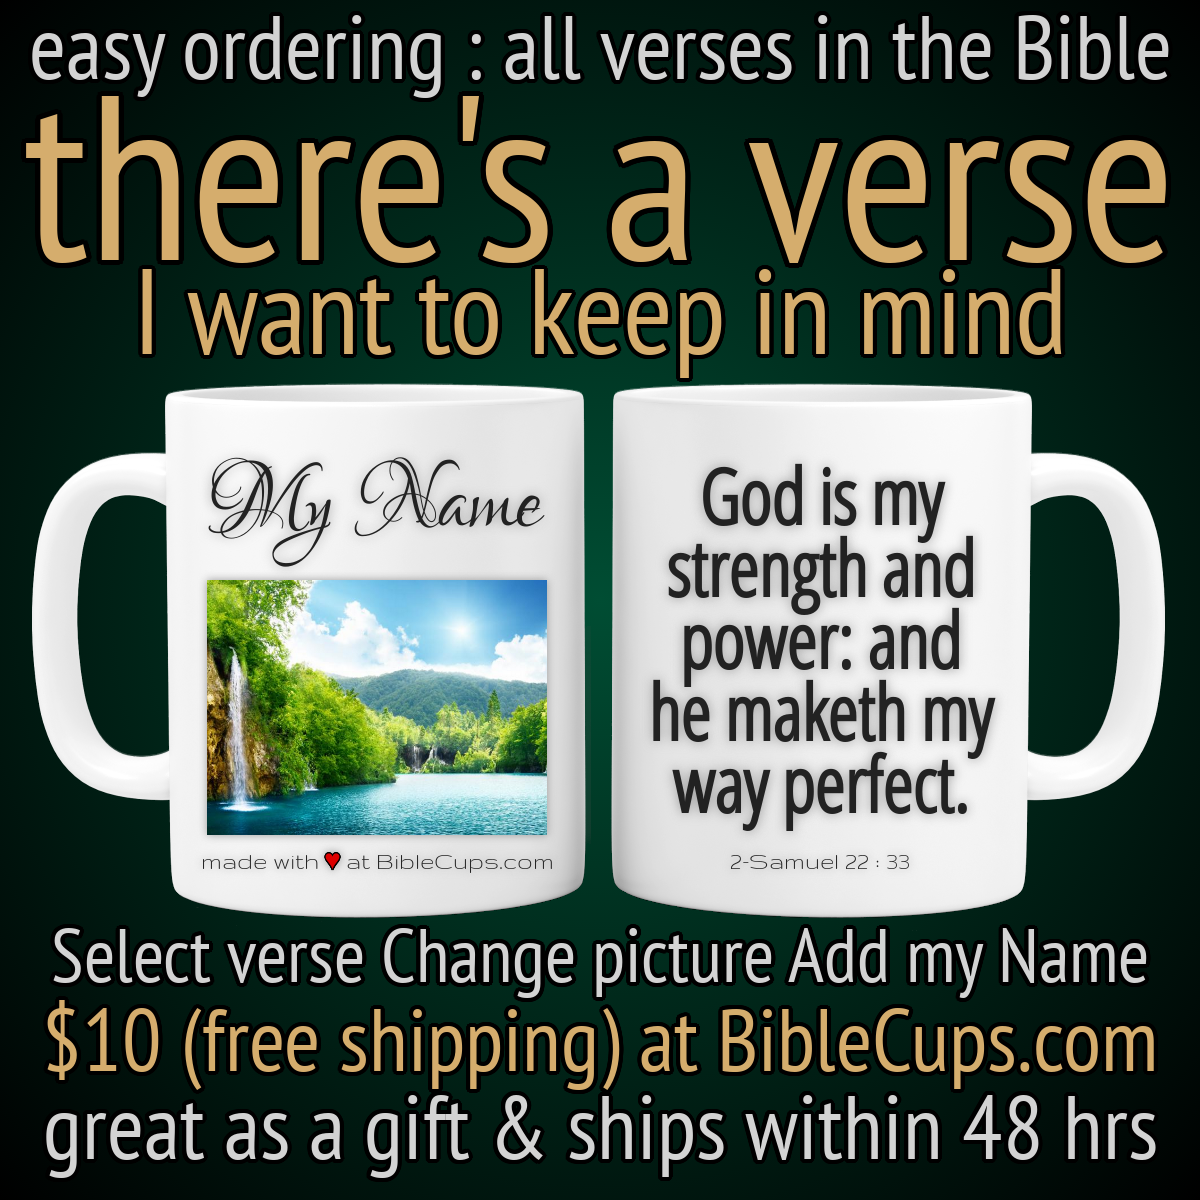 easy ordering : all verses in the Bible
there's a verse
I want to keep in mind
My Name
made with ♥ at BibleCups.com
God is my
strength and
power: and
he maketh my
way perfect.
2-Samuel 22 : 33
Select verse Change picture Add my Name
$10 (free shipping) at BibleCups.com
great as a gift & ships within 48 hrs